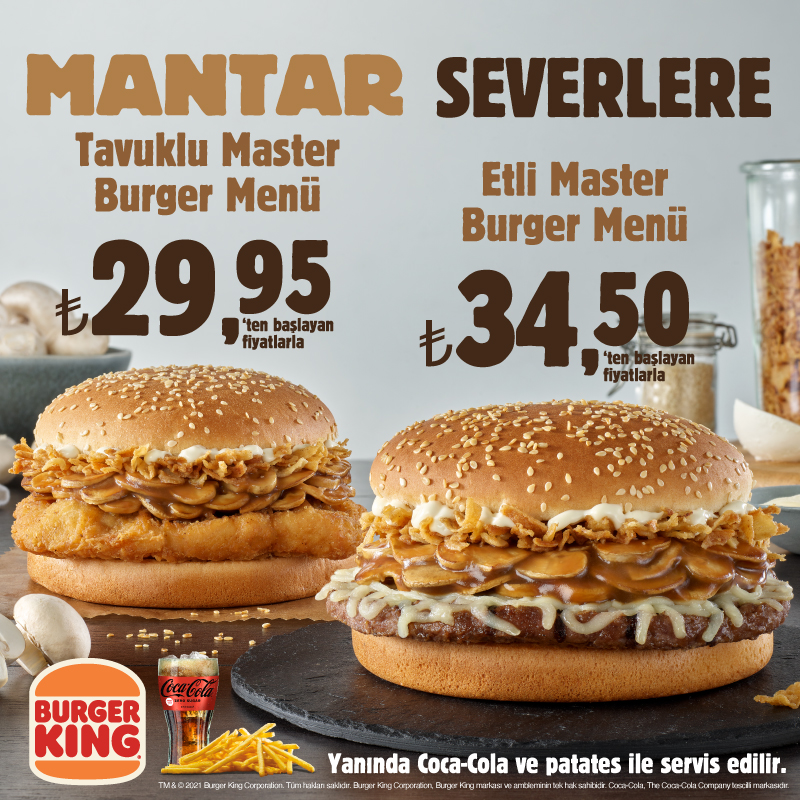 MANTAR SEVERLERE
Tavuklu Master
Burger Menü
₺29,95
'ten başlayan
fiyatlarla
Etli Master
Burger Menü
₺34,50
'ten başlayan
fiyatlarla
BURGER
KING
Coca-Cola
ZERO SUGAR
Yanında Coca-Cola ve patates ile servis edilir.
TM & © 2021 Burger King Corporation. Tüm hakları saklıdır. Burger King Corporation, Burger King markası ve ambleminin tek hak sahibidir. Coca-Cola, The Coca-Cola Company tescilli markasıdır.